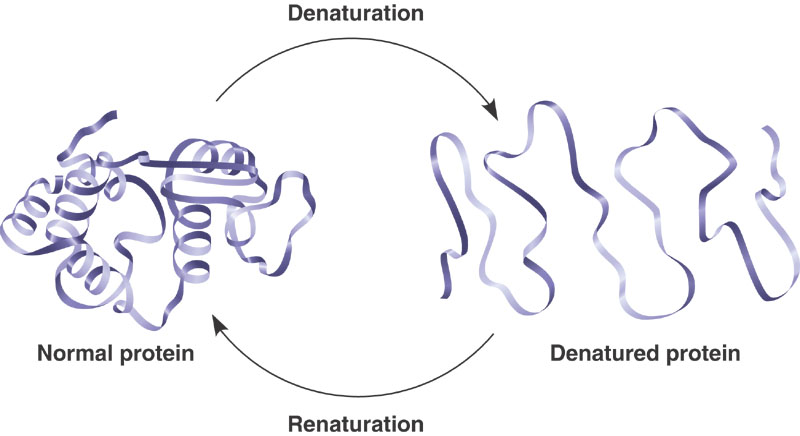 Denaturation
Normal protein
Denatured protein
Renaturation